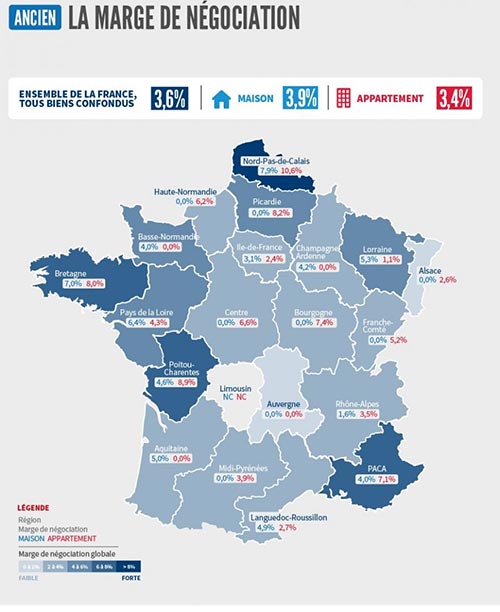 ANCIEN LA MARGE DE NÉGOCIATION
ENSEMBLE DE LA FRANCE,
TOUS BIENS CONFONDUS 3,6% MAISON 3,9% APPARTEMENT 3,4%
Nord-Pas-de-Calais
7,9% 10,6%
Haute-Normandie
0,0% 6,2%
Picardie
0,0% 8,2%
Basse-Normandie
4,0% 0,0%
Ile-de-France
3,1% 2,4%
Champagne
Ardenne
4,2% 0,0%
Lorraine
5,3% 1,1%
Alsace
0,0% 2,6%
Bretagne
7,0% 8,0%
Pays de la Loire
6,4% 4,3%
Centre
0,0% 6,6%
Bourgogne
0,0% 7,4%
Franche-
Comté
0,0% 5,2%
Poitou-
Charentes
4,6% 8,9%
Limousin
NC NC
Auvergne
0,0% 0,0%
Rhône-Alpes
1,6% 3,5%
Aquitaine
5,0% 0,0%
Midi-Pyrénées
0,0% 3,9%
PACA
4,0% 7,1%
Languedoc-Roussillon
4,9% 2,7%
LÉGENDE
Région
Marge de négociation
MAISON APPARTEMENT
Marge de négociation globale
0 à 2% 2 à 4% 4 à 6% 6 à 8% > 8%
FAIBLE FORTE